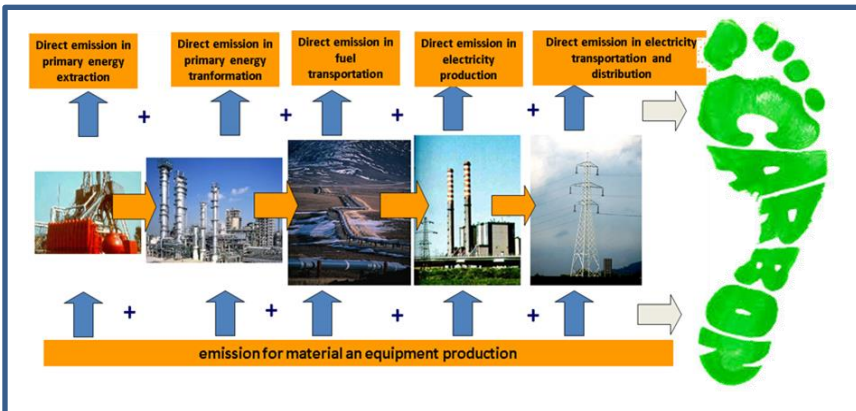 Direct emission in
primary energy
extraction
Direct emission in
primary energy
tranformation
Direct emission in
fuel
transportation
Direct emission in
electricity
production
Direct emission in electricity
transportation and
distribution
+ + + +
+ + + +
emission for material an equipment production
CARBON